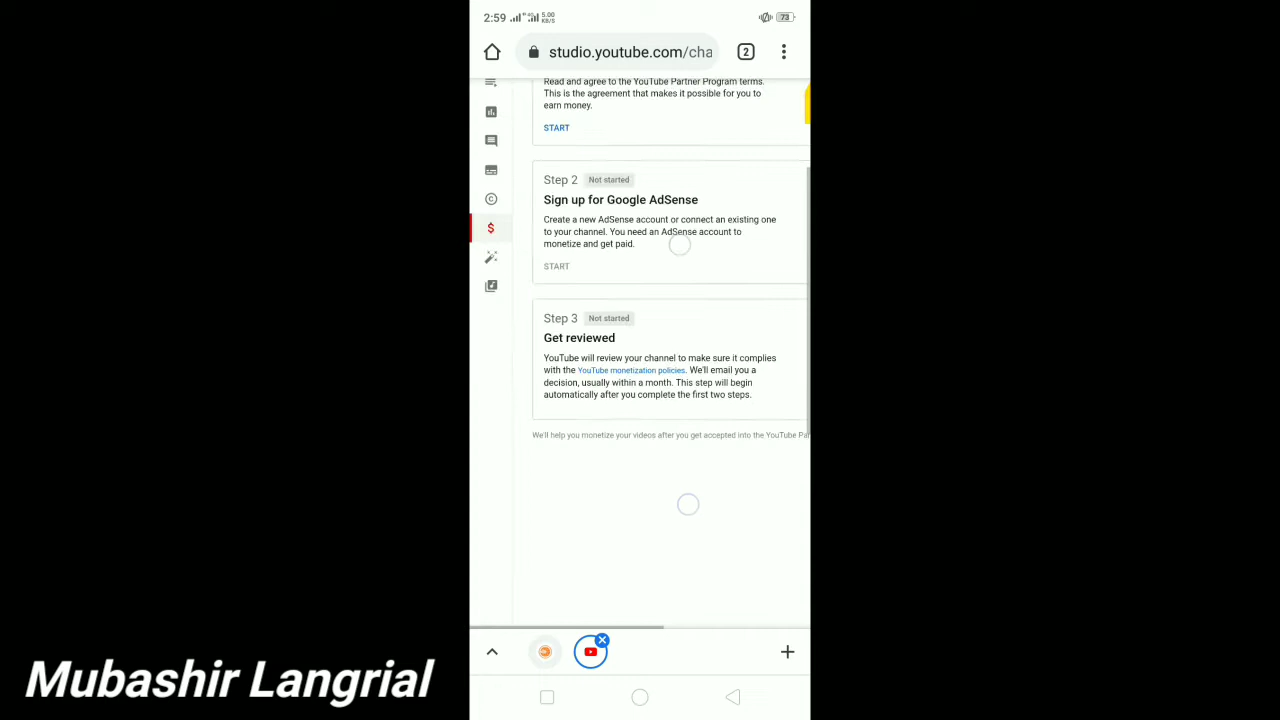 2:59
5.00
KB/S
73
studio.youtube.com/cha
2
Read and agree to the YouTube Partner Program terms.
This is the agreement that makes it possible for you to
earn money.
START
Step 2 Not started
Sign up for Google AdSense
Create a new AdSense account or connect an existing one
to your channel. You need an AdSense account to
monetize and get paid.
START
Step 3 Not started
Get reviewed
YouTube will review your channel to make sure it complies
with the YouTube monetization policies. We'll email you a
decision, usually within a month. This step will begin
automatically after you complete the first two steps.
We'll help you monetize your videos after you get accepted into the YouTube Par
Mubashir Langrial